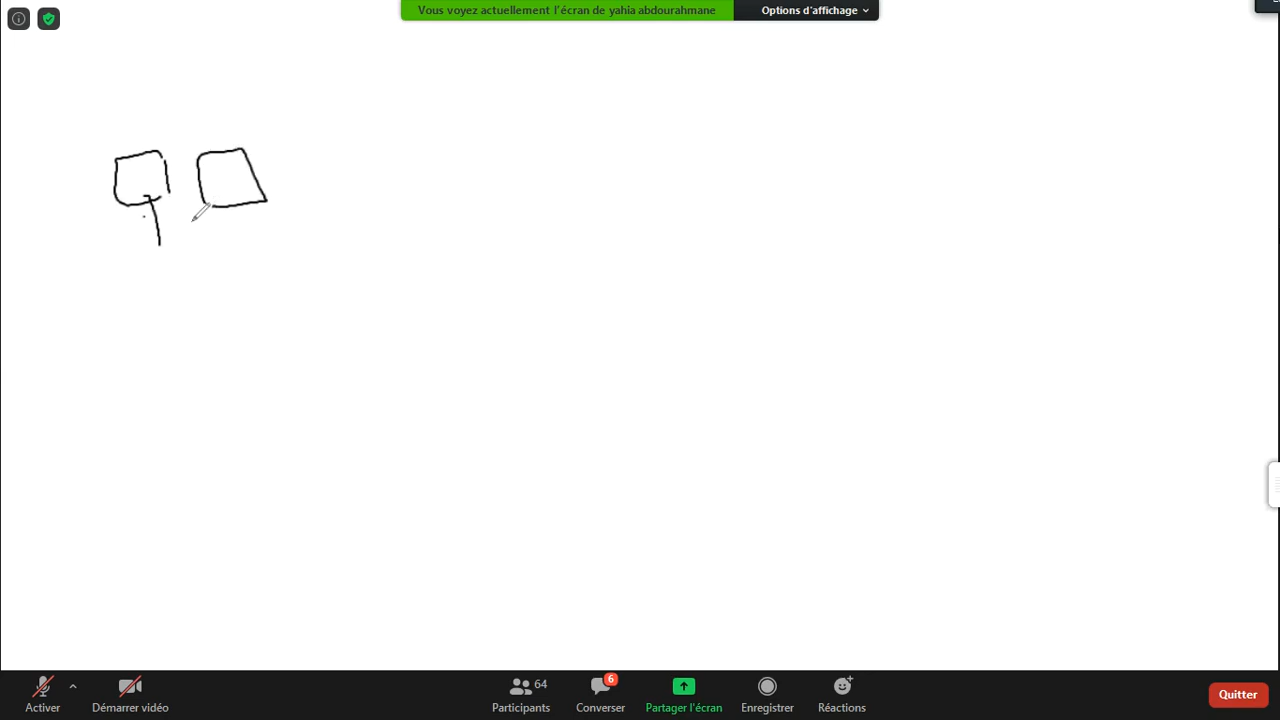 Vous voyez actuellement l'écran de yahia abdourahmane
Options d'affichage
Activer
Démarrer vidéo
Participants
64
Converser
6
Partager l'écran
Enregistrer
Réactions
Quitter